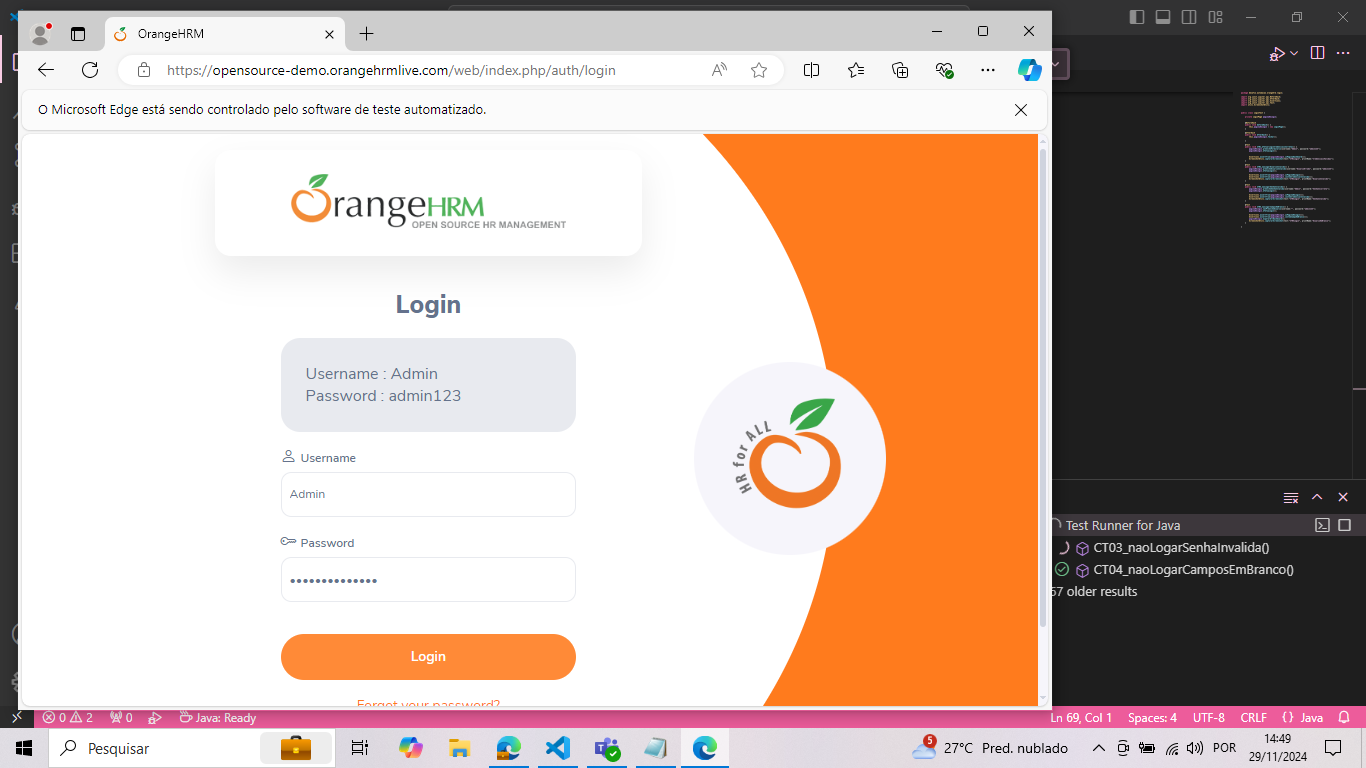 OrangeHRM
https://opensource-demo.orangehrmlive.com/web/index.php/auth/login
O Microsoft Edge está sendo controlado pelo software de teste automatizado.
OrangeHRM
OPEN SOURCE HR MANAGEMENT
Login
Username : Admin
Password : admin123
Username
Admin
Password
••••••••••••••
Login
Forgot your password?
HR for ALL
Test Runner for Java
CT03_naoLogarSenhaInvalida()
CT04_naoLogarCamposEmBranco()
57 older results
0 2 0 Java: Ready
Ln 69, Col 1 Spaces: 4 UTF-8 CRLF {} Java
Pesquisar
5
27°C Pred. nublado
POR
14:49
29/11/2024